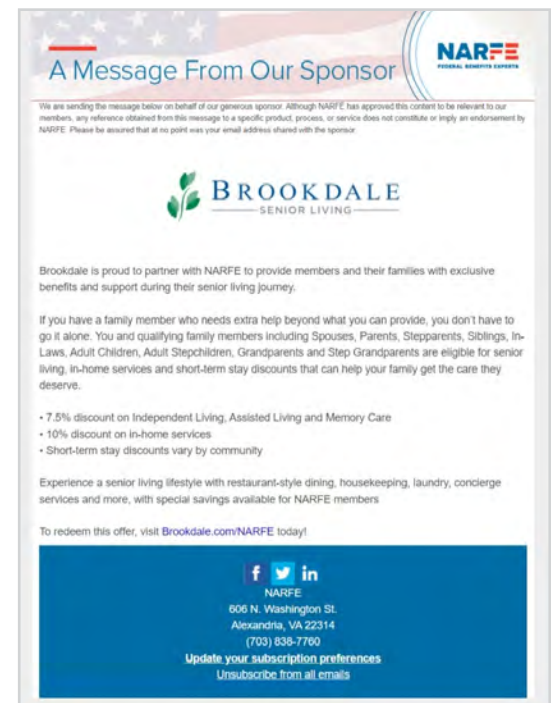 A Message From Our Sponsor
NARFE
FEDERAL BENEFITS EXPERTS
We are sending the message below on behalf of our generous sponsor. Although NARFE has approved this content to be relevant to our
members, any reference obtained from this message to a specific product, process, or service does not constitute or imply an endorsement by
NARFE. Please be assured that at no point was your email address shared with the sponsor.
BROOKDALE
SENIOR LIVING
Brookdale is proud to partner with NARFE to provide members and their families with exclusive
benefits and support during their senior living journey.
If you have a family member who needs extra help beyond what you can provide, you don't have to
go it alone. You and qualifying family members including Spouses, Parents, Stepparents, Siblings, In-
Laws, Adult Children, Adult Stepchildren, Grandparents and Step Grandparents are eligible for senior
living, in-home services and short-term stay discounts that can help your family get the care they
deserve.
• 7.5% discount on Independent Living, Assisted Living and Memory Care
• 10% discount on in-home services
• Short-term stay discounts vary by community
Experience a senior living lifestyle with restaurant-style dining, housekeeping, laundry, concierge
services and more, with special savings available for NARFE members
To redeem this offer, visit Brookdale.com/NARFE today!
NARFE
606 N. Washington St.
Alexandria, VA 22314
(703) 838-7760
Update your subscription preferences
Unsubscribe from all emails